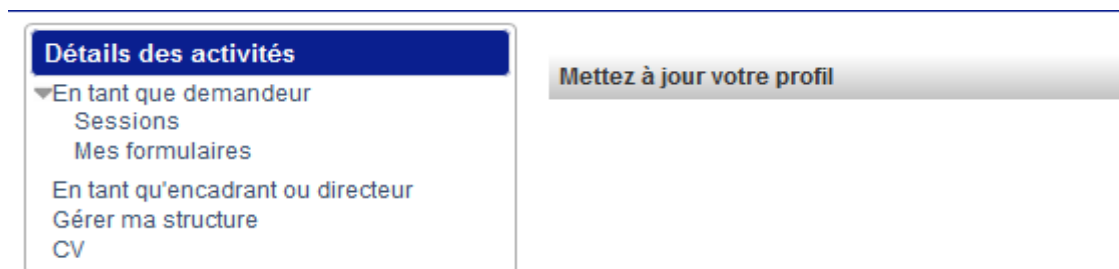 Détails des activités
En tant que demandeur
Sessions
Mes formulaires
En tant qu'encadrant ou directeur
Gérer ma structure
CV
Mettez à jour votre profil